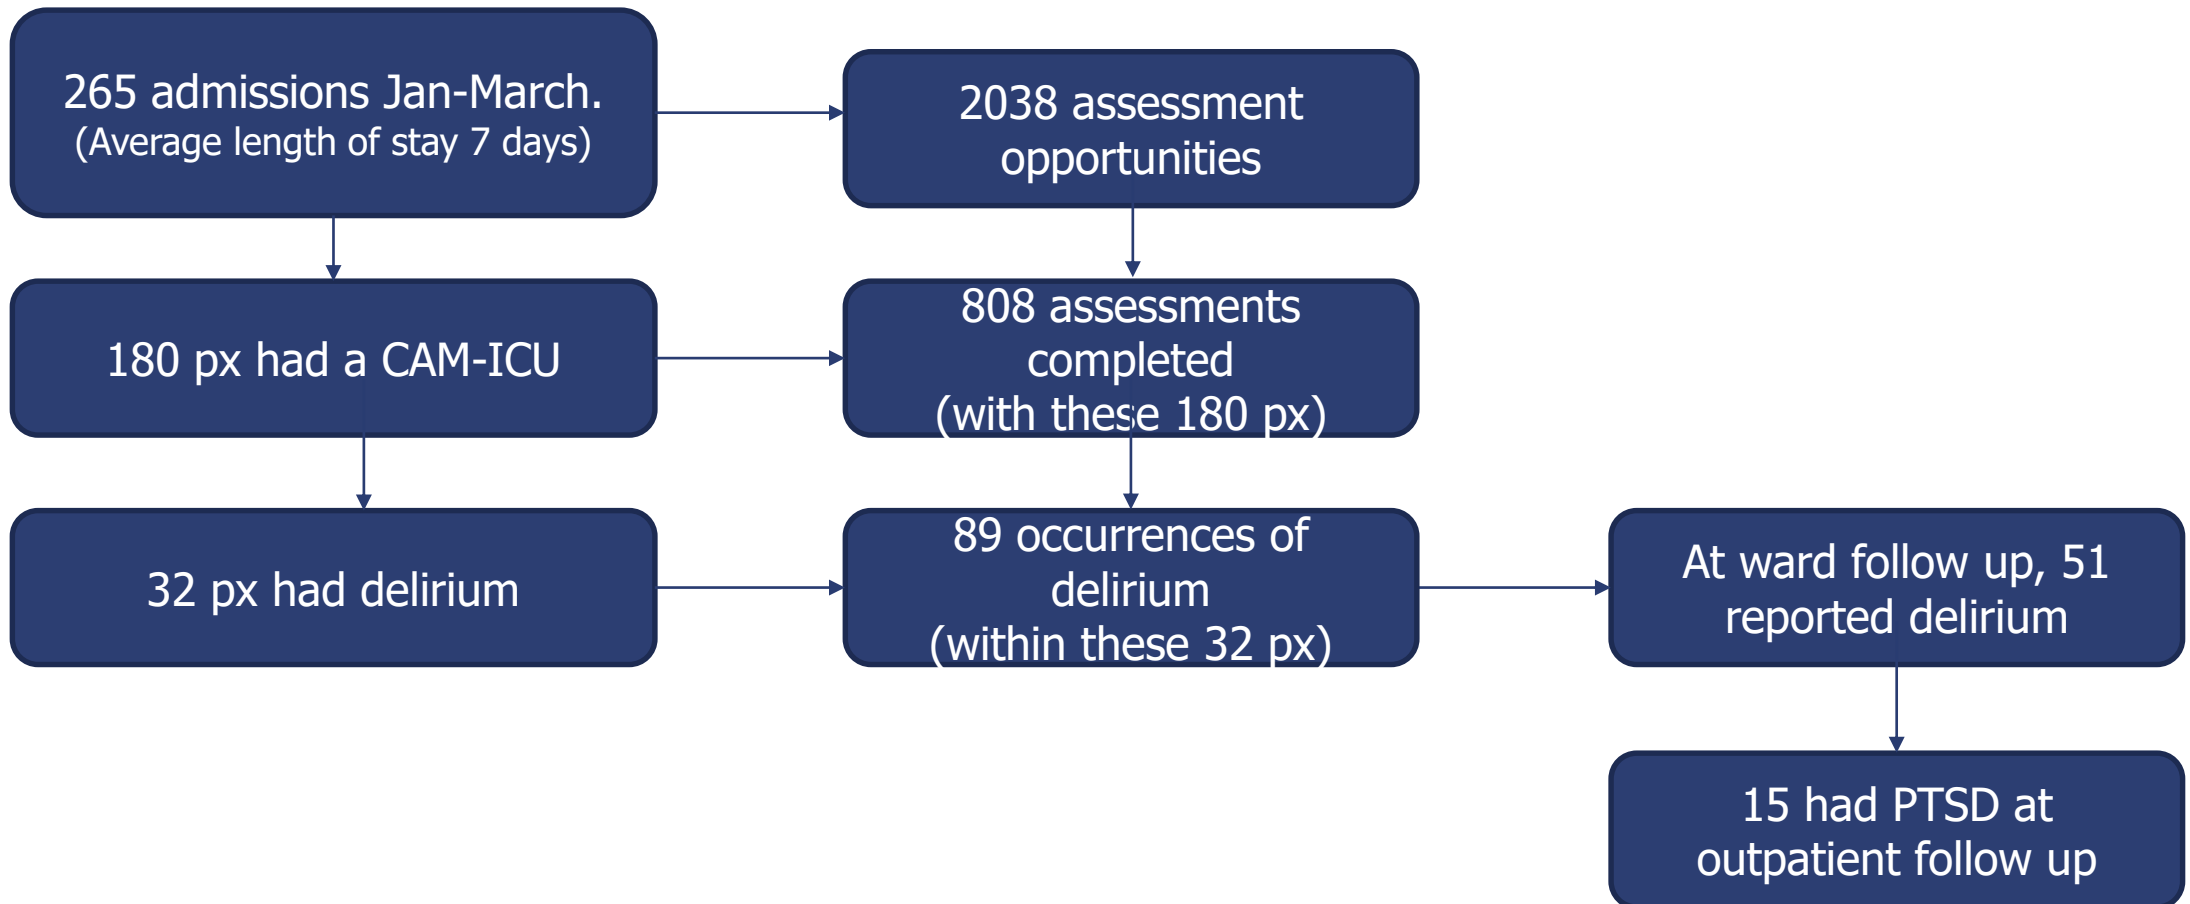 265 admissions Jan-March.
(Average length of stay 7 days)
2038 assessment
opportunities
180 px had a CAM-ICU
808 assessments
completed
(with these 180 px)
32 px had delirium
89 occurrences of
delirium
(within these 32 px)
At ward follow up, 51
reported delirium
15 had PTSD at
outpatient follow up